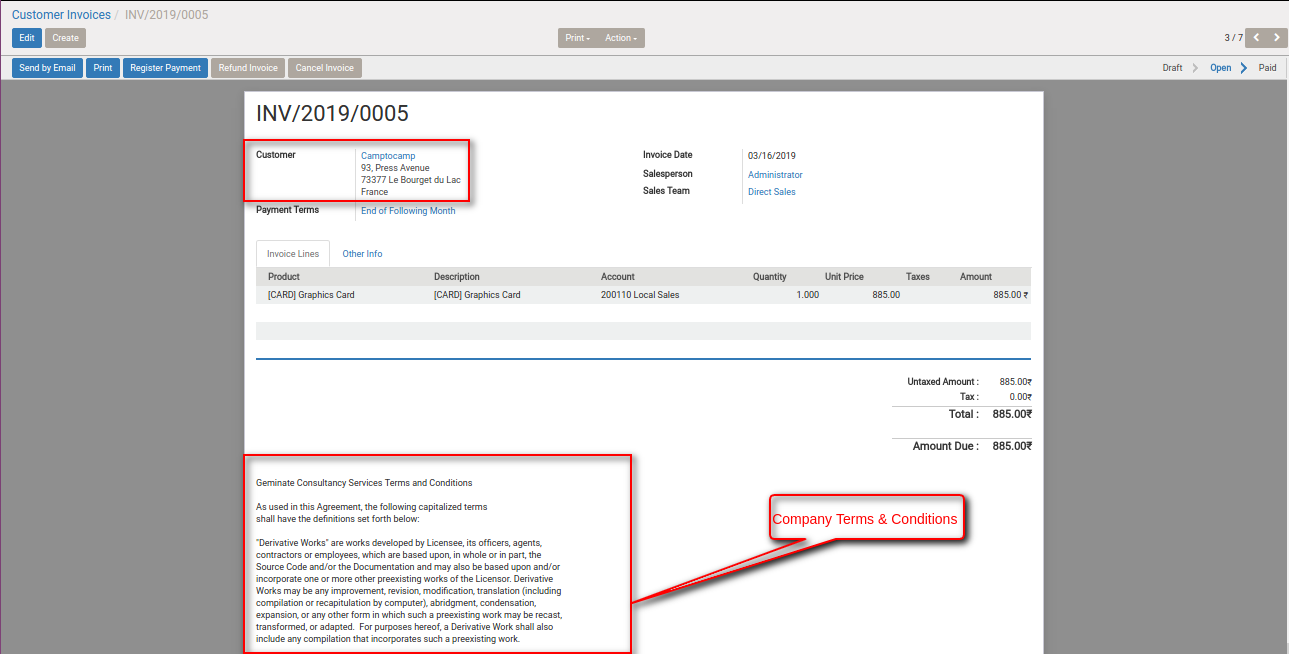 Customer Invoices / INV/2019/0005
Edit Create Print Action 3 / 7
Send by Email Print Register Payment Refund Invoice Cancel Invoice Draft Open Paid
INV/2019/0005
Customer
Camptocamp
93, Press Avenue
73377 Le Bourget du Lac
France
Payment Terms End of Following Month
Invoice Date 03/16/2019
Salesperson Administrator
Sales Team Direct Sales
Invoice Lines Other Info
Product Description Account Quantity Unit Price Taxes Amount
[CARD] Graphics Card [CARD] Graphics Card 200110 Local Sales 1.000 885.00 885.00 ₹
Untaxed Amount : 885.00₹
Tax : 0.00₹
Total : 885.00₹
Amount Due : 885.00₹
Geminate Consultancy Services Terms and Conditions
As used in this Agreement, the following capitalized terms
shall have the definitions set forth below:
"Derivative Works" are works developed by Licensee, its officers, agents,
contractors or employees, which are based upon, in whole or in part, the
Source Code and/or the Documentation and may also be based upon and/or
incorporate one or more other preexisting works of the Licensor. Derivative
Works may be any improvement, revision, modification, translation (including
compilation or recapitulation by computer), abridgment, condensation,
expansion, or any other form in which such a preexisting work may be recast,
transformed, or adapted.  For purposes hereof, a Derivative Work shall also
include any compilation that incorporates such a preexisting work.
Company Terms & Conditions